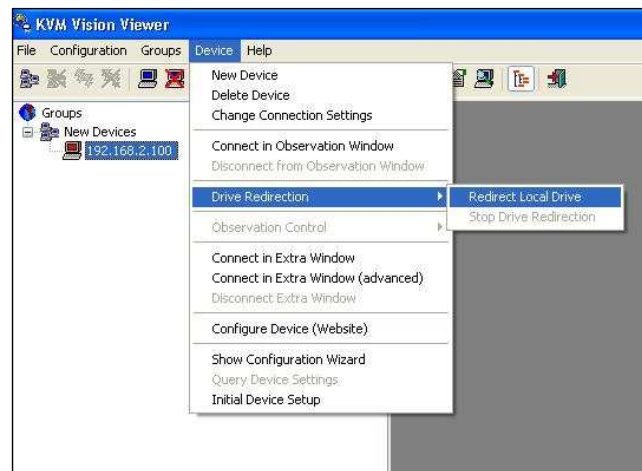 KVM Vision Viewer
File Configuration Groups Device Help
Groups
New Devices
192.168.2.100
New Device
Delete Device
Change Connection Settings
Connect in Observation Window
Disconnect from Observation Window
Drive Redirection
Redirect Local Drive
Stop Drive Redirection
Observation Control
Connect in Extra Window
Connect in Extra Window (advanced)
Disconnect Extra Window
Configure Device (Website)
Show Configuration Wizard
Query Device Settings
Initial Device Setup